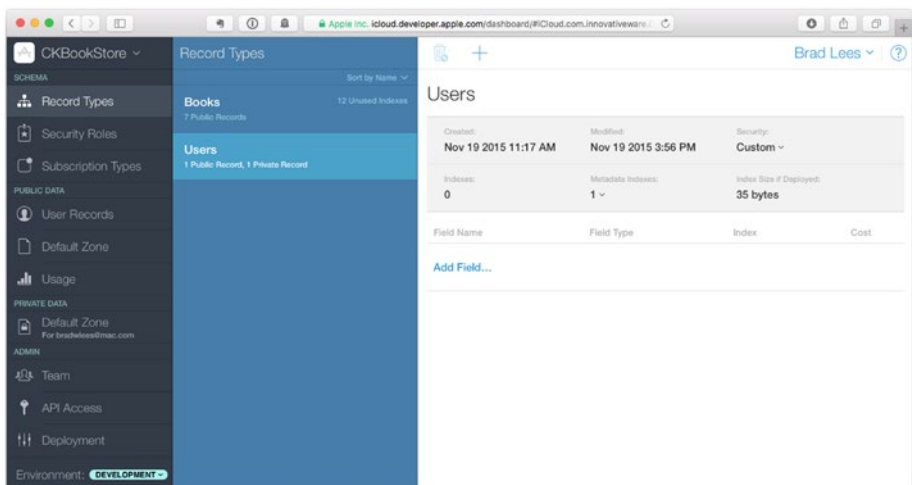 Apple Inc. icloud.developer.apple.com/dashboard/#iCloud.com.innovativeware.
CKBookStore
SCHEMA
Record Types
Security Roles
Subscription Types
PUBLIC DATA
User Records
Default Zone
Usage
PRIVATE DATA
Default Zone
For bradwlees@mac.com
ADMIN
Team
API Access
Deployment
Environment: DEVELOPMENT
Record Types
Sort by Name
Books
12 Unused Indexes
7 Public Records
Users
1 Public Record, 1 Private Record
Brad Lees
?
Users
Created: Modified: Security:
Nov 19 2015 11:17 AM Nov 19 2015 3:56 PM Custom
Indexes: Metadata Indexes: Index Size if Deployed:
0 1 35 bytes
Field Name Field Type Index Cost
Add Field...